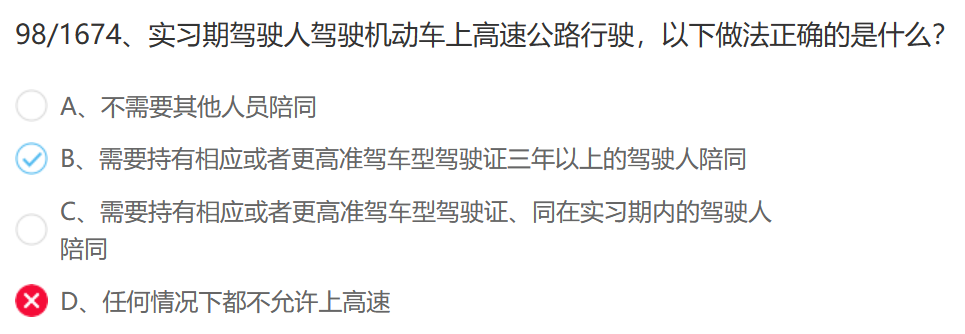 98/1674、实习期驾驶人驾驶机动车上高速公路行驶，以下做法正确的是什么？
A、不需要其他人员陪同
B、需要持有相应或者更高准驾车型驾驶证三年以上的驾驶人陪同
C、需要持有相应或者更高准驾车型驾驶证、同在实习期内的驾驶人
陪同
D、任何情况下都不允许上高速